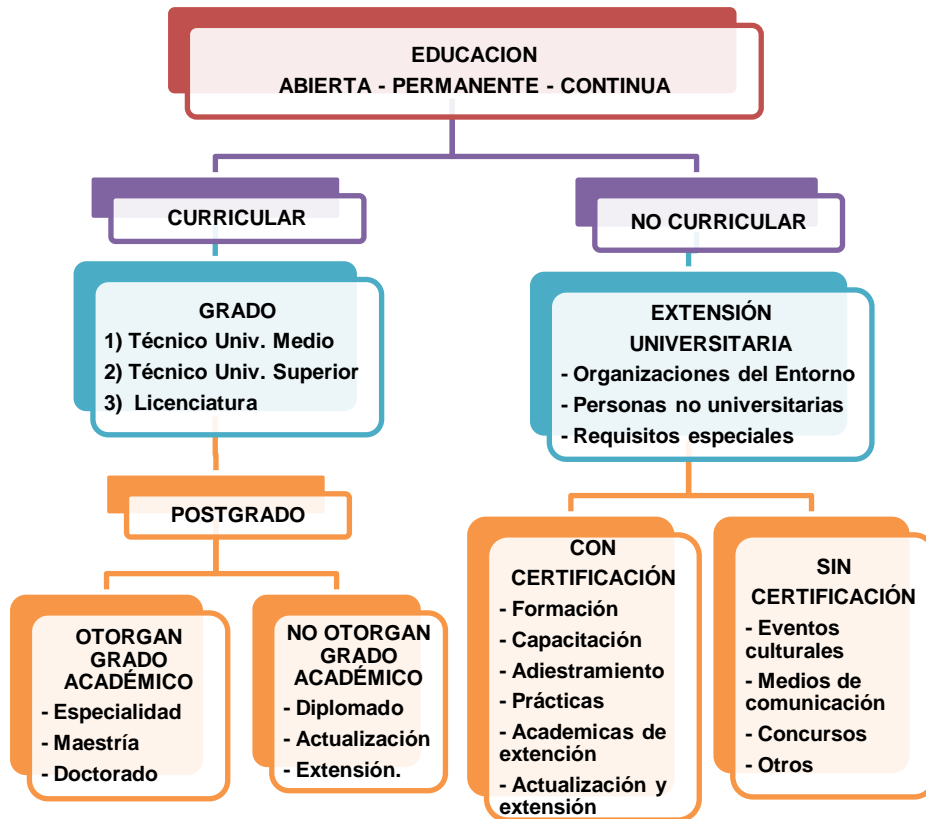 EDUCACION
ABIERTA - PERMANENTE - CONTINUA
CURRICULAR
NO CURRICULAR
GRADO
1) Técnico Univ. Medio
2) Técnico Univ. Superior
3) Licenciatura
EXTENSIÓN
UNIVERSITARIA
- Organizaciones del Entorno
- Personas no universitarias
- Requisitos especiales
POSTGRADO
OTORGAN
GRADO
ACADÉMICO
- Especialidad
- Maestría
- Doctorado
NO OTORGAN
GRADO
ACADÉMICO
- Diplomado
- Actualización
- Extensión.
CON
CERTIFICACIÓN
- Formación
- Capacitación
- Adiestramiento
- Prácticas
- Academicas de
extención
- Actualización y
extensión
SIN
CERTIFICACIÓN
- Eventos
culturales
- Medios de
comunicación
- Concursos
- Otros